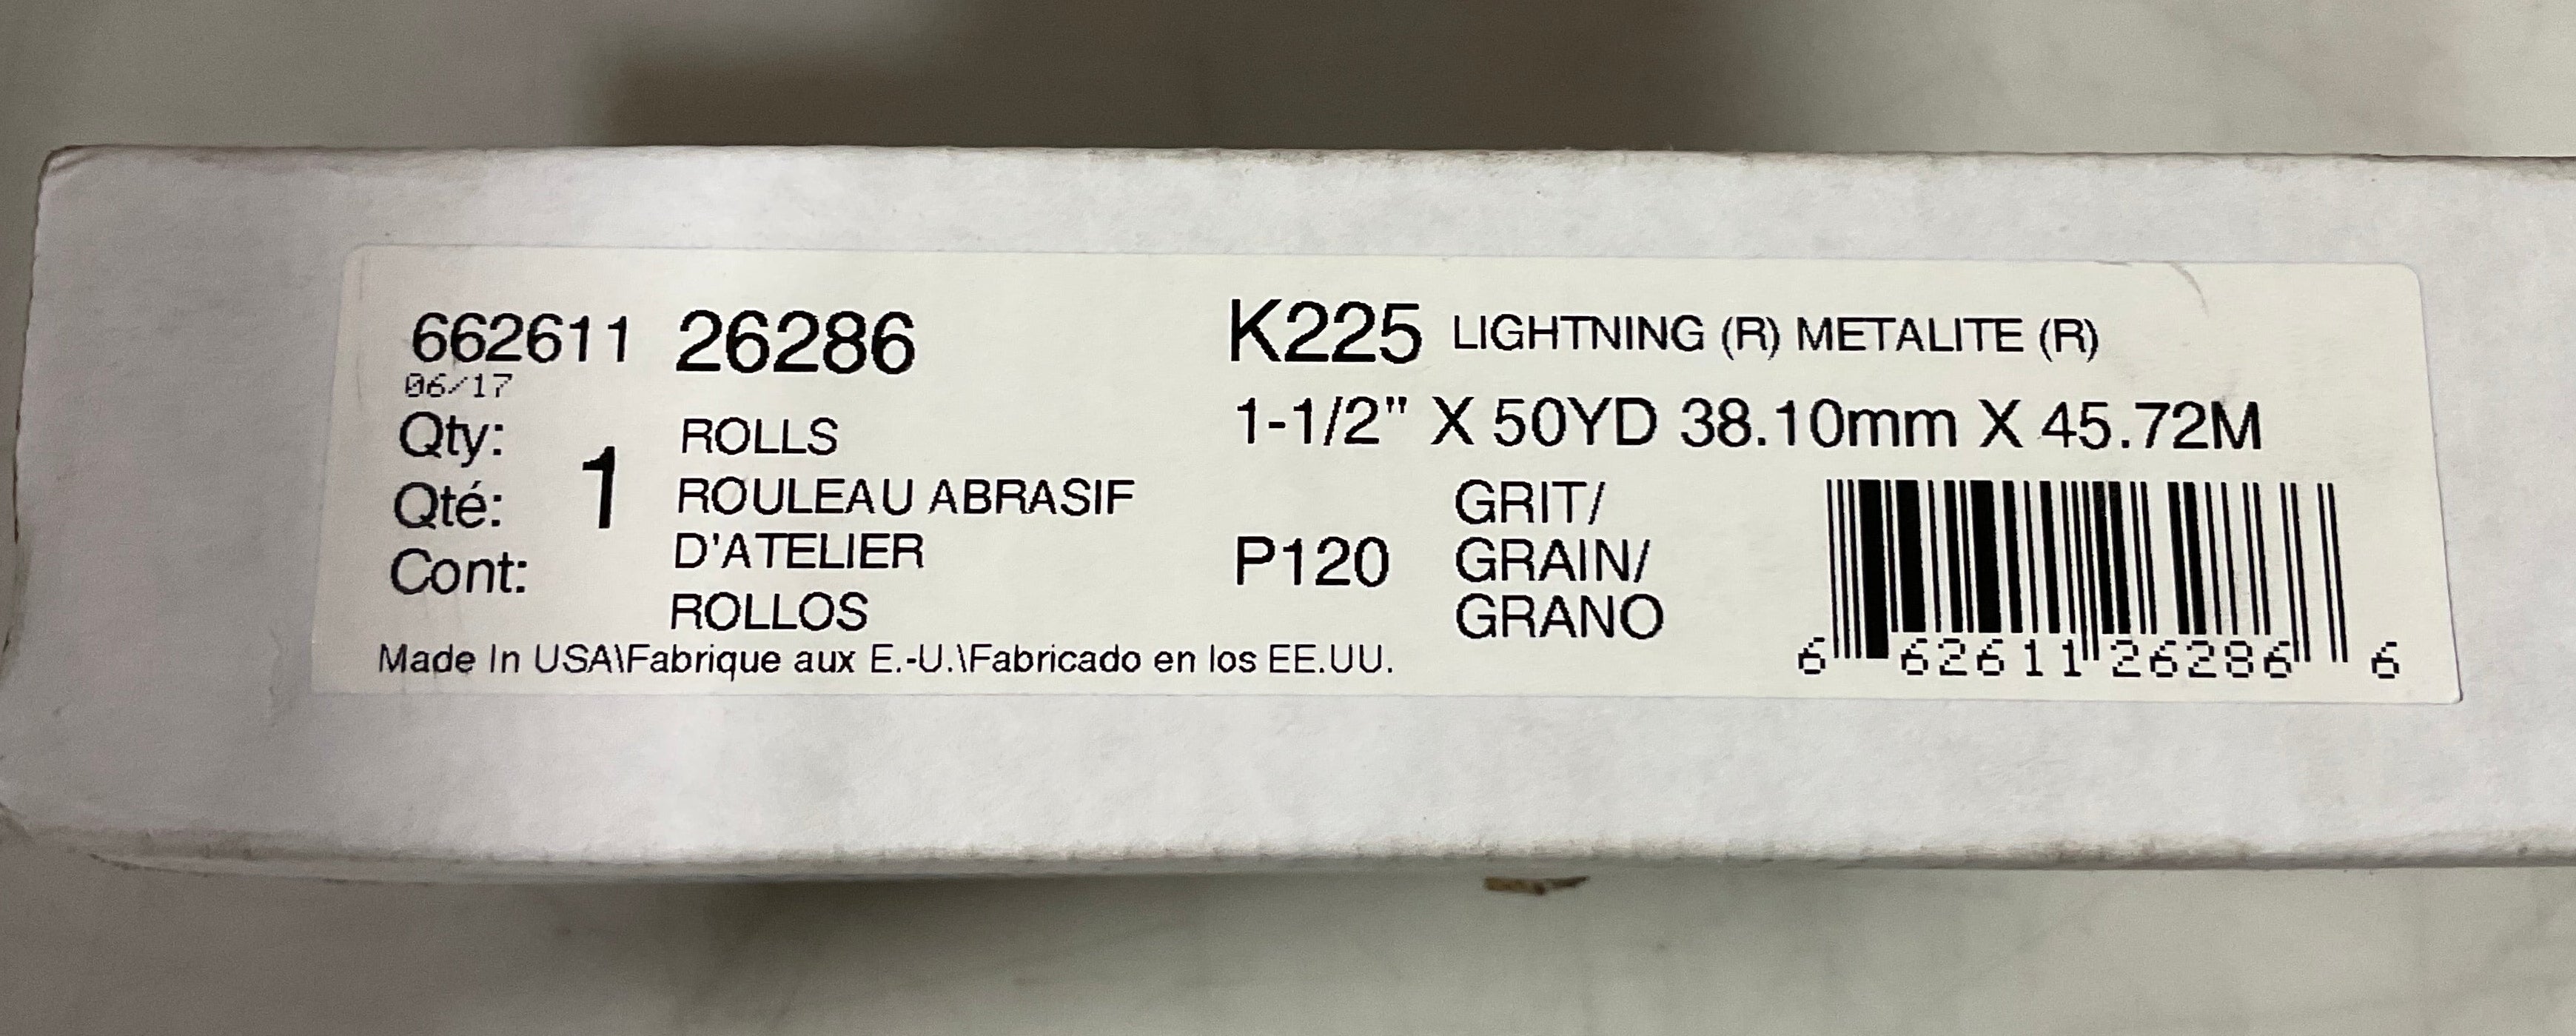 662611 26286
06/17
Qty:
Qté:
Cont:
1
ROLLS
ROULEAU ABRASIF
D'ATELIER
ROLLOS
Made In USA\Fabrique aux E.-U.\Fabricado en los EE.UU.
K225 LIGHTNING (R) METALITE (R)
1-1/2" X 50YD 38.10mm X 45.72M
P120
GRIT/
GRAIN/
GRANO
6 62611 26286 6